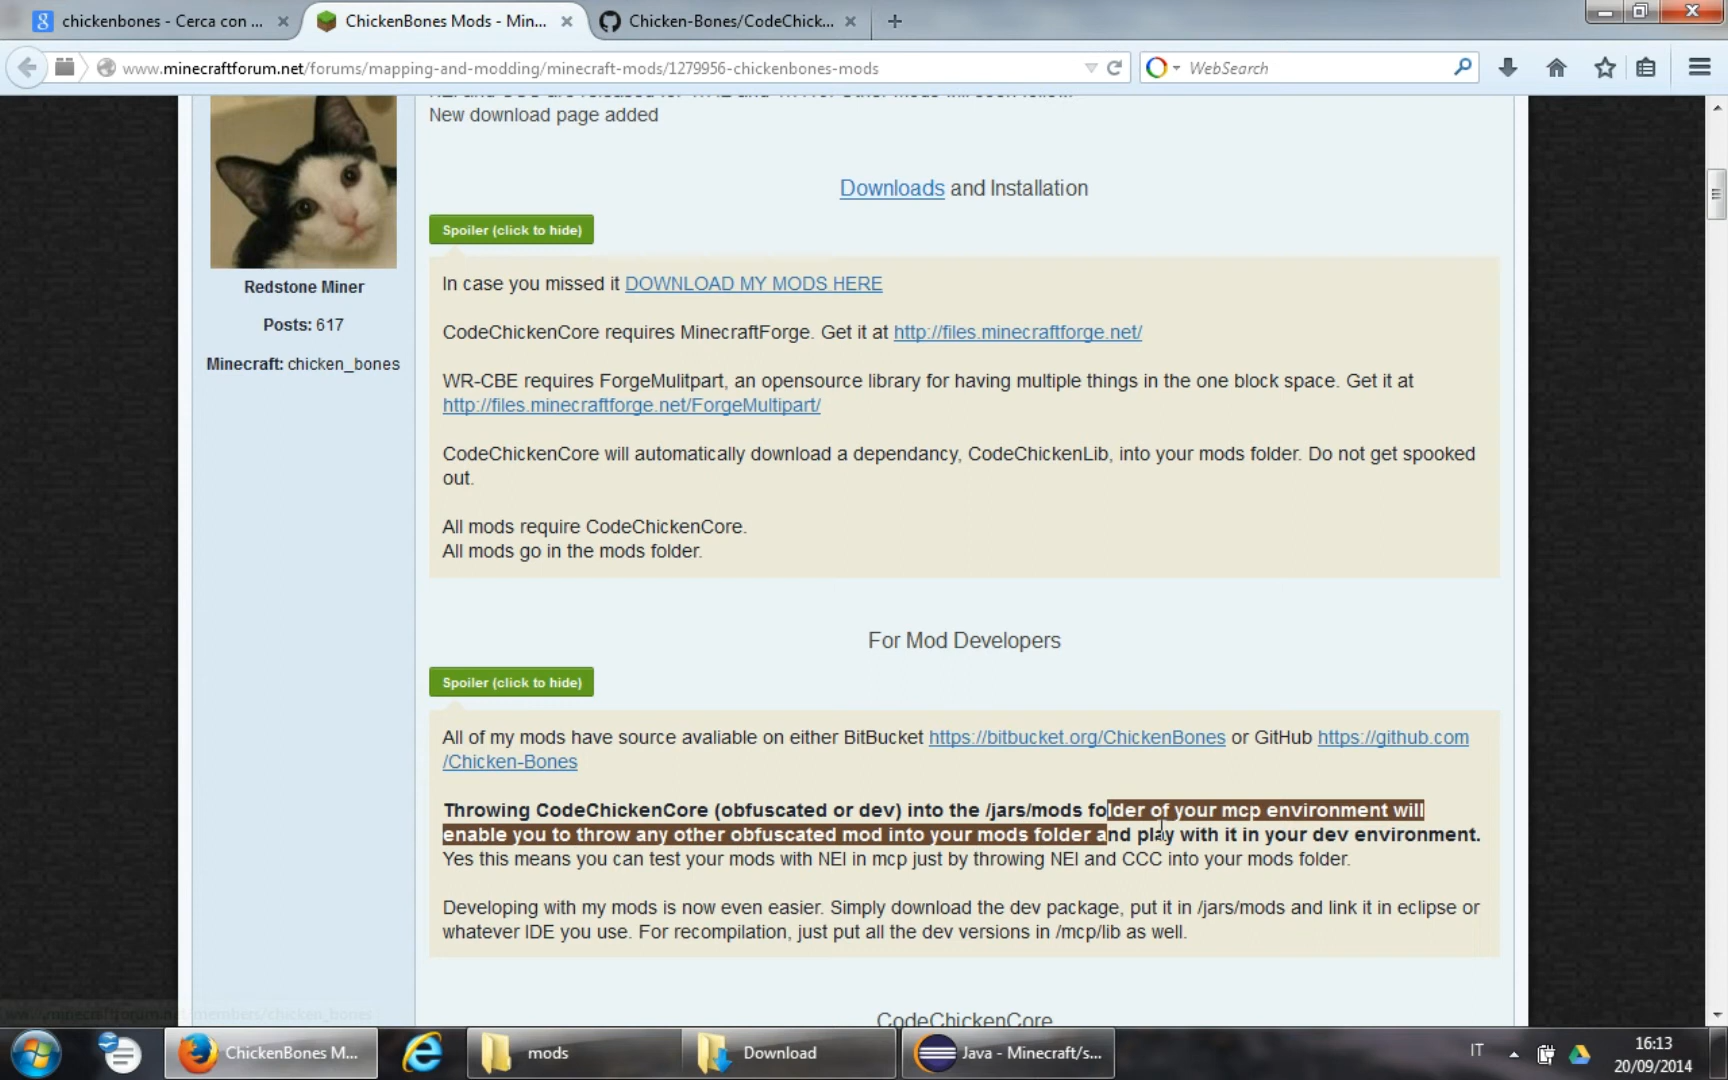 chickenbones - Cerca con ...
ChickenBones Mods - Min...
Chicken-Bones/CodeChick...
www.minecraftforum.net/forums/mapping-and-modding/minecraft-mods/1279956-chickenbones-mods
WebSearch
New download page added
Downloads and Installation
Spoiler (click to hide)
In case you missed it DOWNLOAD MY MODS HERE
Redstone Miner
Posts: 617
Minecraft: chicken_bones
CodeChickenCore requires MinecraftForge. Get it at http://files.minecraftforge.net/
WR-CBE requires ForgeMulitpart, an opensource library for having multiple things in the one block space. Get it at
http://files.minecraftforge.net/ForgeMultipart/
CodeChickenCore will automatically download a dependancy, CodeChickenLib, into your mods folder. Do not get spooked
out.
All mods require CodeChickenCore.
All mods go in the mods folder.
For Mod Developers
Spoiler (click to hide)
All of my mods have source avaliable on either BitBucket https://bitbucket.org/ChickenBones or GitHub https://github.com
/Chicken-Bones
Throwing CodeChickenCore (obfuscated or dev) into the /jars/mods folder of your mcp environment will
enable you to throw any other obfuscated mod into your mods folder and play with it in your dev environment.
Yes this means you can test your mods with NEI in mcp just by throwing NEI and CCC into your mods folder.
Developing with my mods is now even easier. Simply download the dev package, put it in /jars/mods and link it in eclipse or
whatever IDE you use. For recompilation, just put all the dev versions in /mcp/lib as well.
CodeChickenCore
ChickenBones M...
mods
Download
Java - Minecraft/s...
IT
16:13
20/09/2014